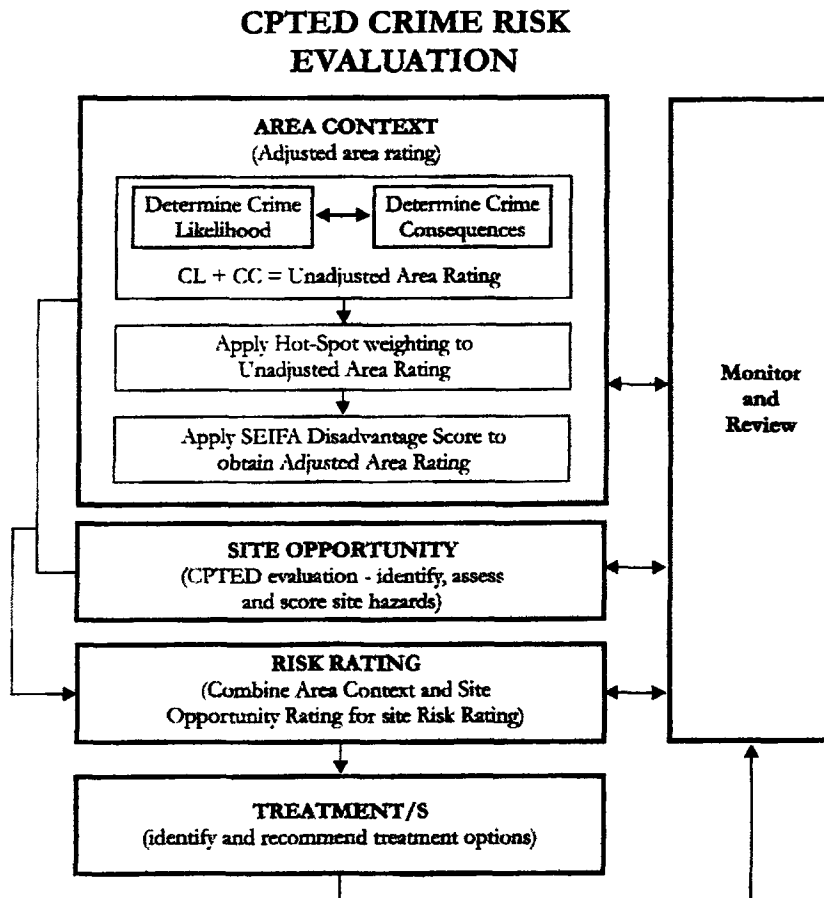 CPTED CRIME RISK
EVALUATION
AREA CONTEXT
(Adjusted area rating)
Determine Crime
Likelihood
Determine Crime
Consequences
CL + CC = Unadjusted Area Rating
Apply Hot-Spot weighting to
Unadjusted Area Rating
Apply SEIFA Disadvantage Score to
obtain Adjusted Area Rating
Monitor
and
Review
SITE OPPORTUNITY
(CPTED evaluation - identify, assess
and score site hazards)
RISK RATING
(Combine Area Context and Site
Opportunity Rating for site Risk Rating)
TREATMENT/S
(identify and recommend treatment options)